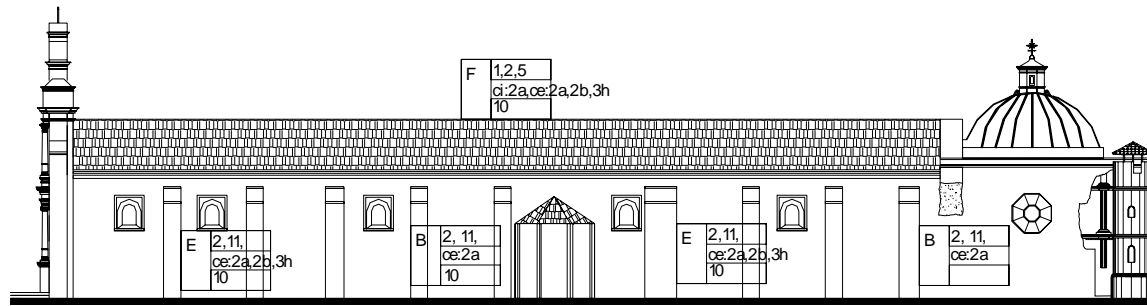 F 1,2,5
ci:2a,ce:2a,2b,3h
10
E 2,11,
ce:2a,2b,3h
10
B 2, 11,
ce:2a
10
E 2,11,
ce:2a,2b,3h
10
B 2, 11,
ce:2a